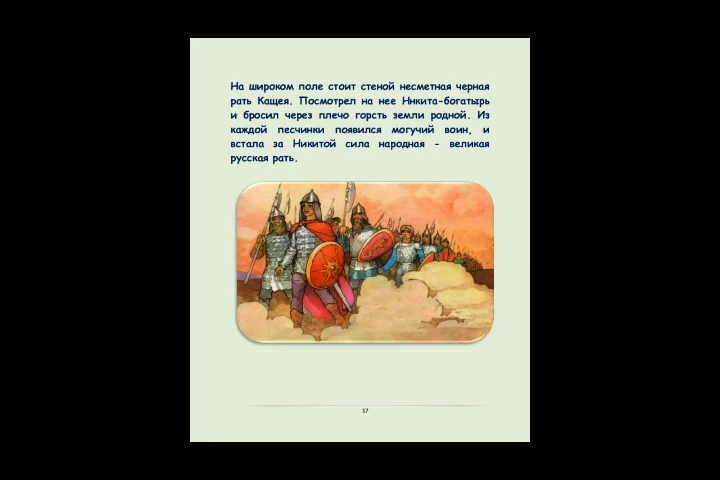 На широком поле стоит стеной несметная черная
рать Кащея. Посмотрел на нее Ннкита-богатырь
и бросил через плечо горсть земли родной. Из
каждой песчинки появился могучий воин, и
встала за Никитой сила народная - великая
русская рать.
17